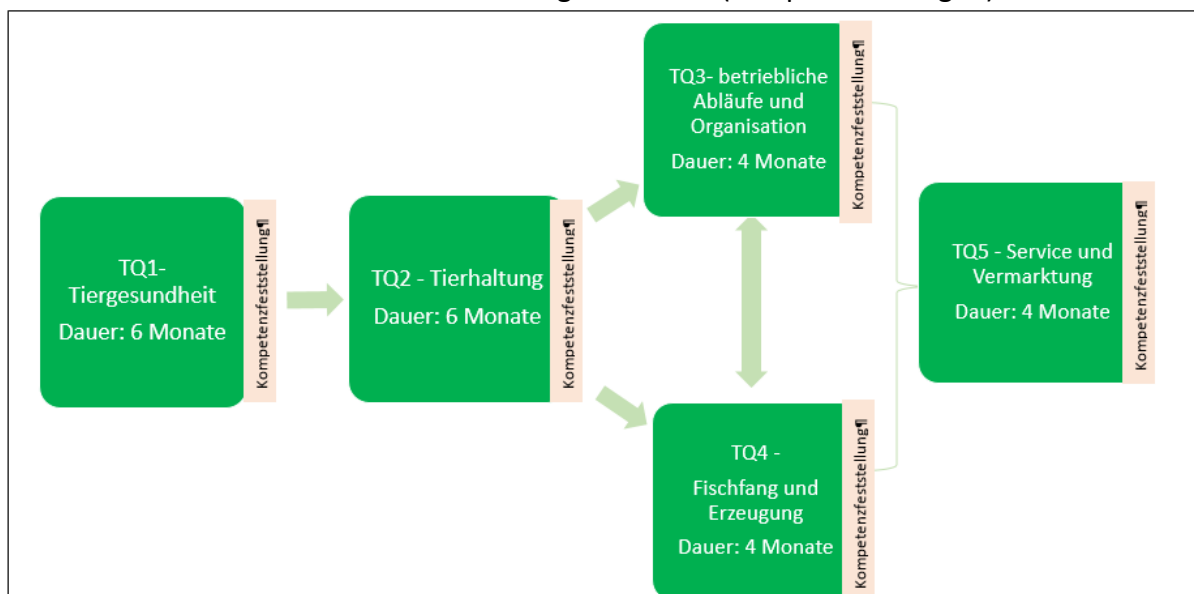 TQ1-
Tiergesundheit
Dauer: 6 Monate
Kompetenzfeststellung¶
TQ2 - Tierhaltung
Dauer: 6 Monate
Kompetenzfeststellung¶
TQ3- betriebliche
Abläufe und
Organisation
Dauer: 4 Monate
Kompetenzfeststellung¶
TQ4 -
Fischfang und
Erzeugung
Dauer: 4 Monate
Kompetenzfeststellung¶
TQ5 - Service und
Vermarktung
Dauer: 4 Monate
Kompetenzfeststellung¶